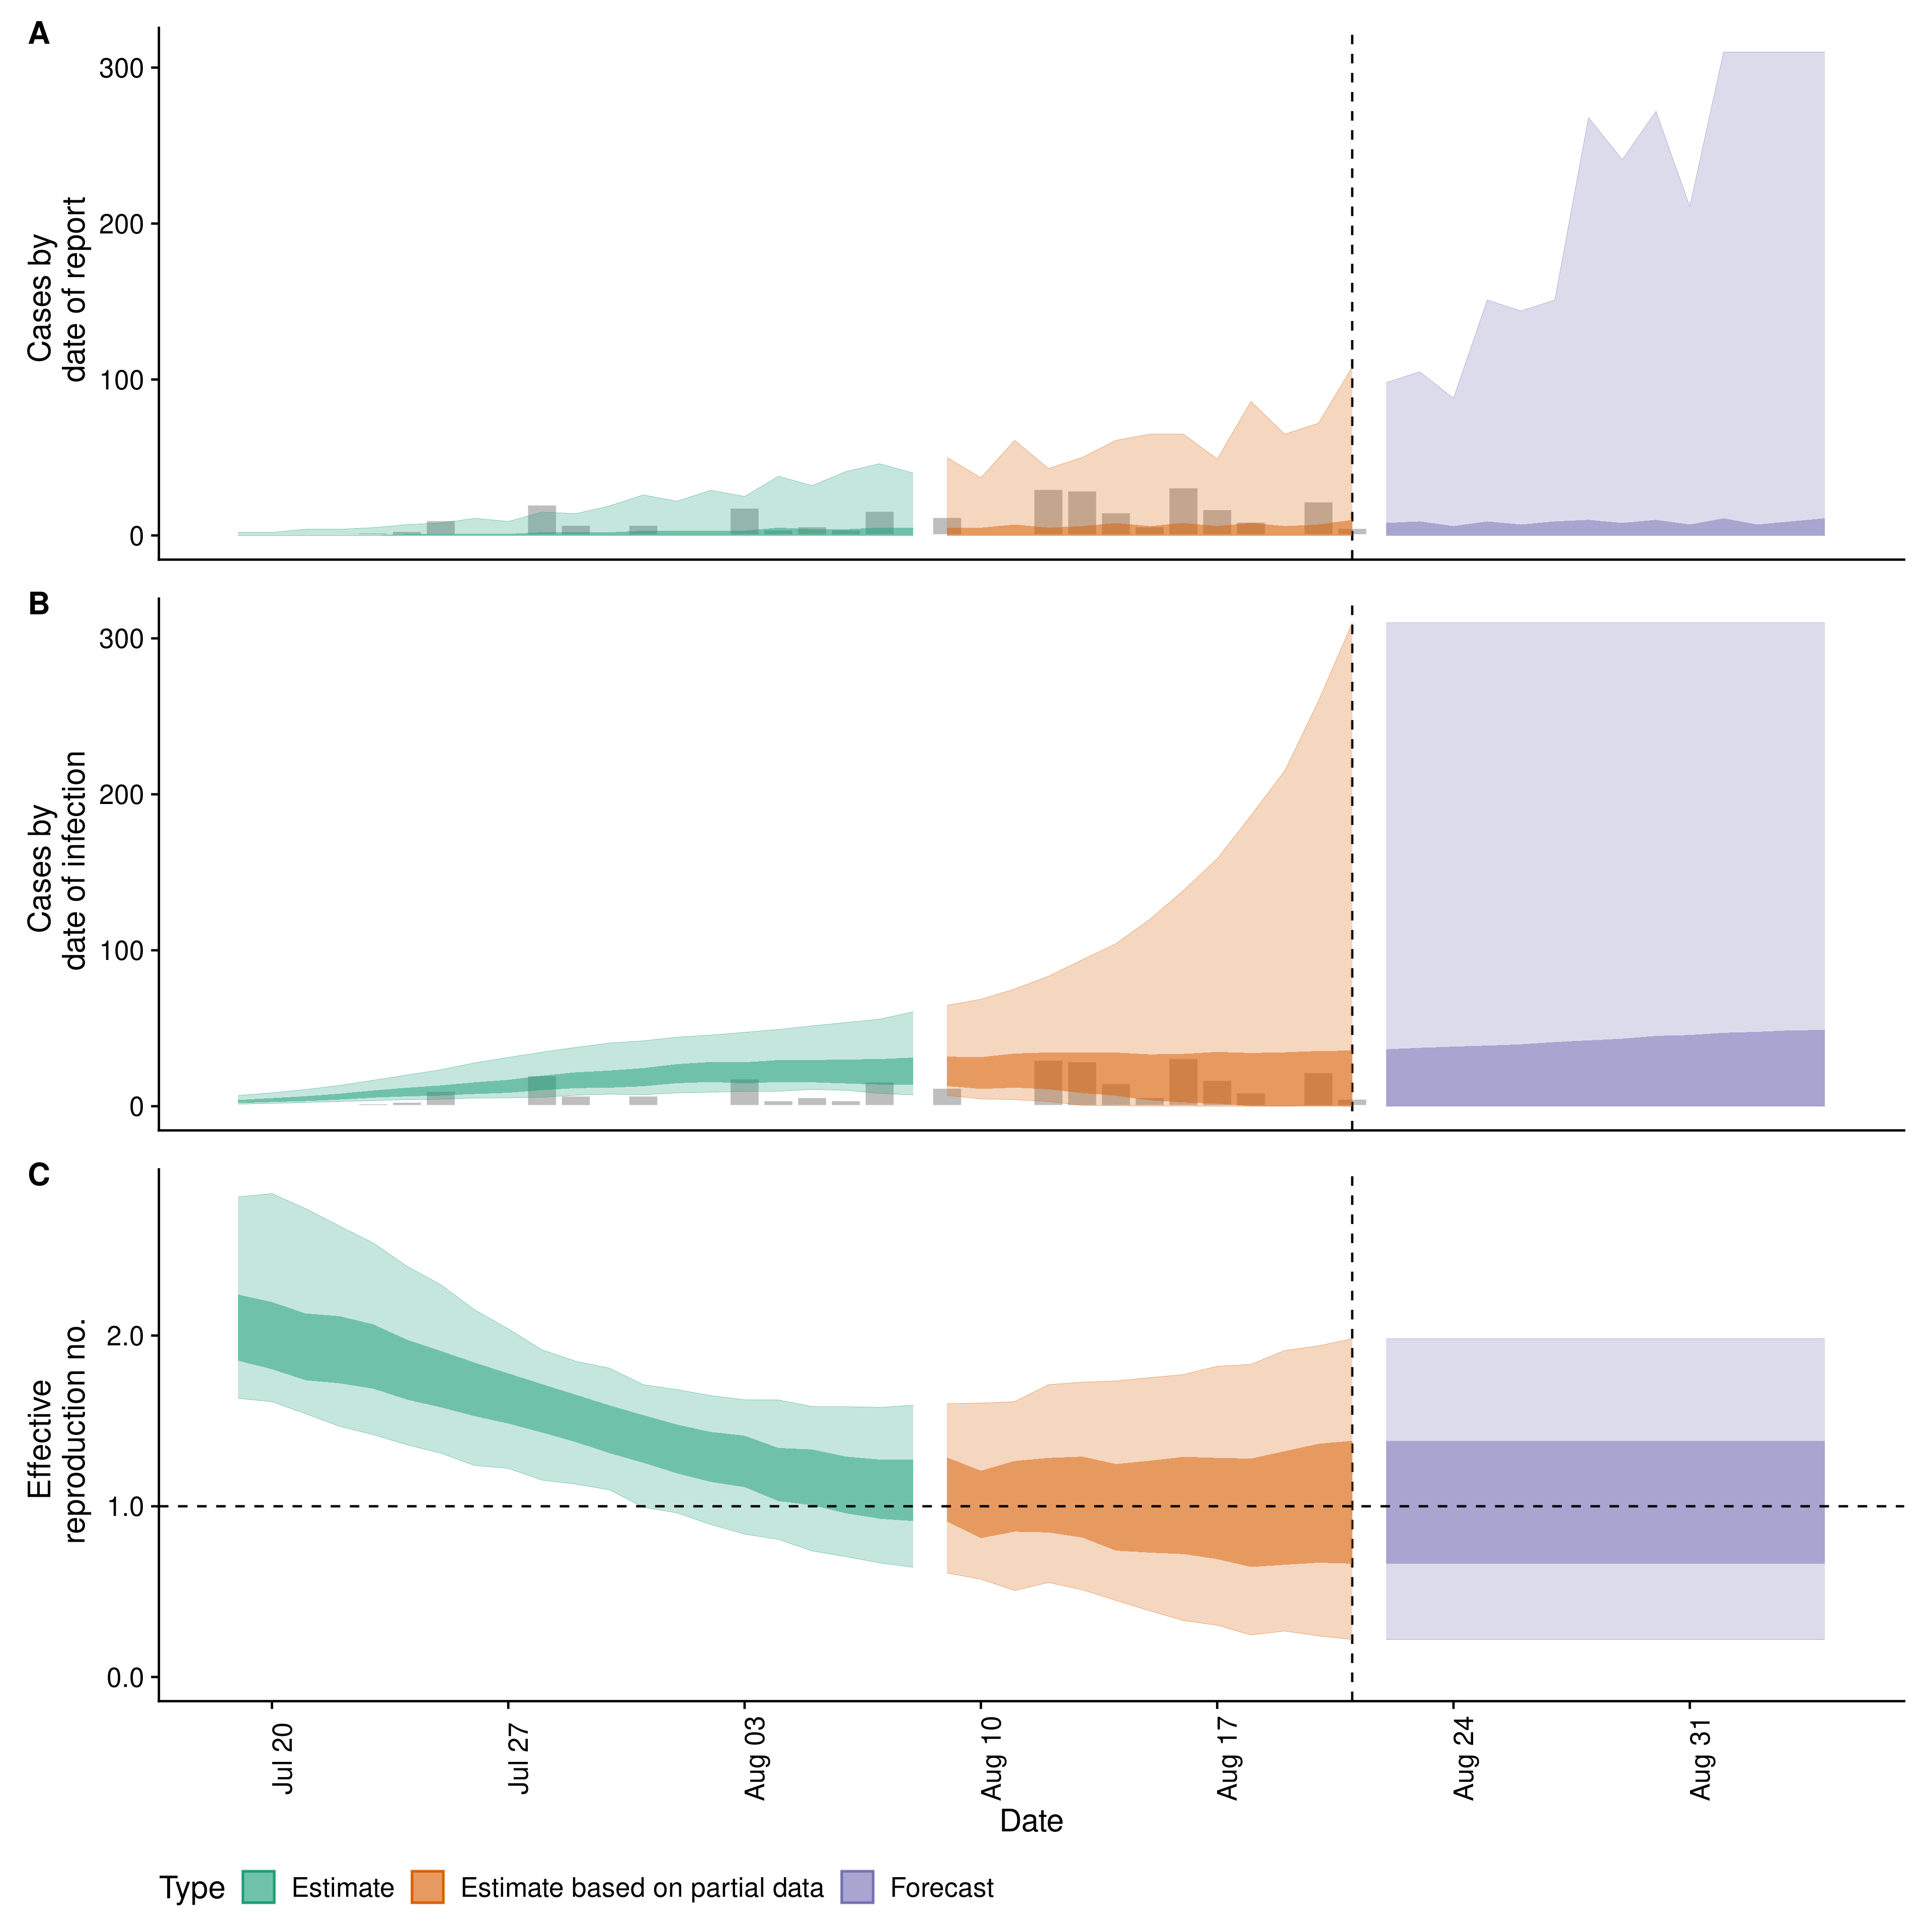 A
300
200
100
0
Cases by
date of report
B
300
200
100
0
Cases by
date of infection
C
2.0
1.0
0.0
Effective
reproduction no.
Jul 20
Jul 27
Aug 03
Aug 10
Aug 17
Aug 24
Aug 31
Date
Type Estimate Estimate based on partial data Forecast